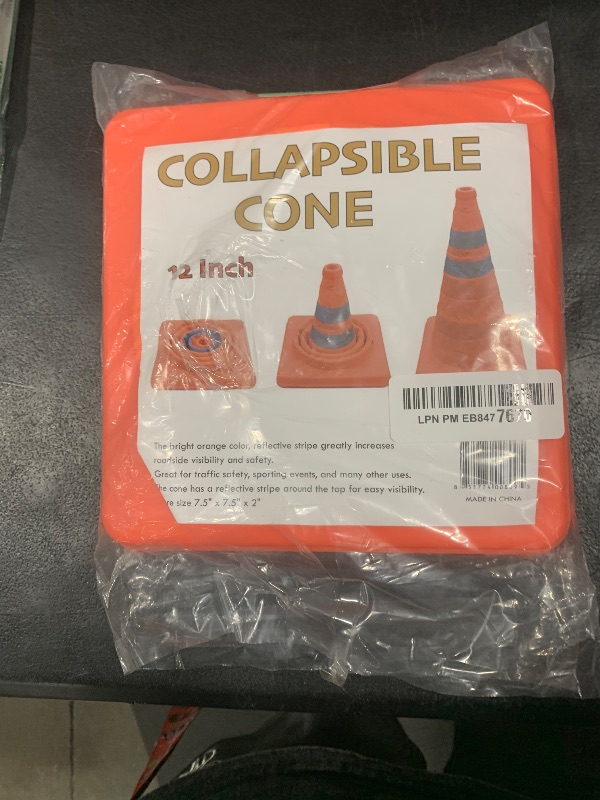 COLLAPSIBLE
CONE
12 Inch
LPN PM EB847 7676
The bright orange color, reflective stripe greatly increases
roadside visibility and safety.
Great for traffic safety, sporting events, and many other uses.
The cone has a reflective stripe around the top for easy visibility.
size 7.5" x 7.5" x 2"
MADE IN CHINA